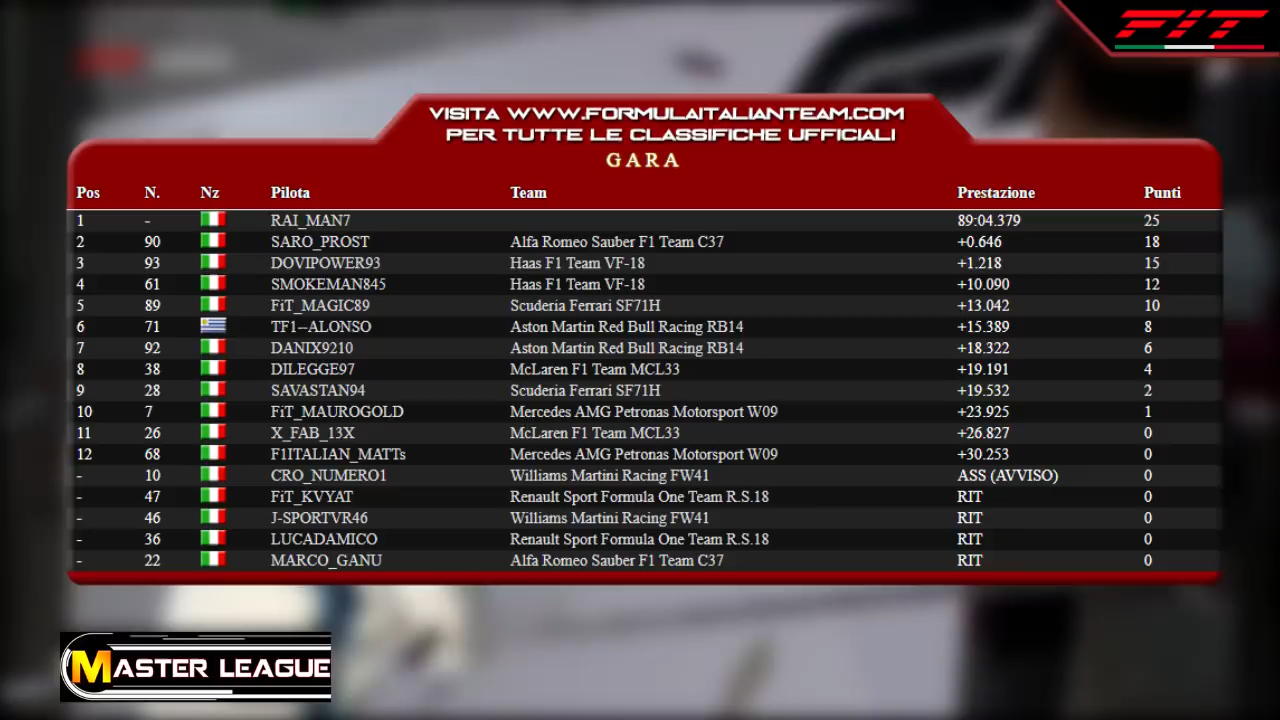 FIT
VISITA WWW.FORMULAITALIANTEAM.COM
PER TUTTE LE CLASSIFICHE UFFICIALI
GARA
Pos N. Nz Pilota Team Prestazione Punti
1 - RAI_MAN7 89:04.379 25
2 90 SARO_PROST Alfa Romeo Sauber F1 Team C37 +0.646 18
3 93 DOVIPOWER93 Haas F1 Team VF-18 +1.218 15
4 61 SMOKEMAN845 Haas F1 Team VF-18 +10.090 12
5 89 FiT_MAGIC89 Scuderia Ferrari SF71H +13.042 10
6 71 TF1--ALONSO Aston Martin Red Bull Racing RB14 +15.389 8
7 92 DANIX9210 Aston Martin Red Bull Racing RB14 +18.322 6
8 38 DILEGGE97 McLaren F1 Team MCL33 +19.191 4
9 28 SAVASTAN94 Scuderia Ferrari SF71H +19.532 2
10 7 FiT_MAUROGOLD Mercedes AMG Petronas Motorsport W09 +23.925 1
11 26 X_FAB_13X McLaren F1 Team MCL33 +26.827 0
12 68 F1ITALIAN_MATTs Mercedes AMG Petronas Motorsport W09 +30.253 0
- 10 CRO_NUMERO1 Williams Martini Racing FW41 ASS (AVVISO) 0
- 47 FiT_KVYAT Renault Sport Formula One Team R.S.18 RIT 0
- 46 J-SPORTVR46 Williams Martini Racing FW41 RIT 0
- 36 LUCADAMICO Renault Sport Formula One Team R.S.18 RIT 0
- 22 MARCO_GANU Alfa Romeo Sauber F1 Team C37 RIT 0
MASTER LEAGUE